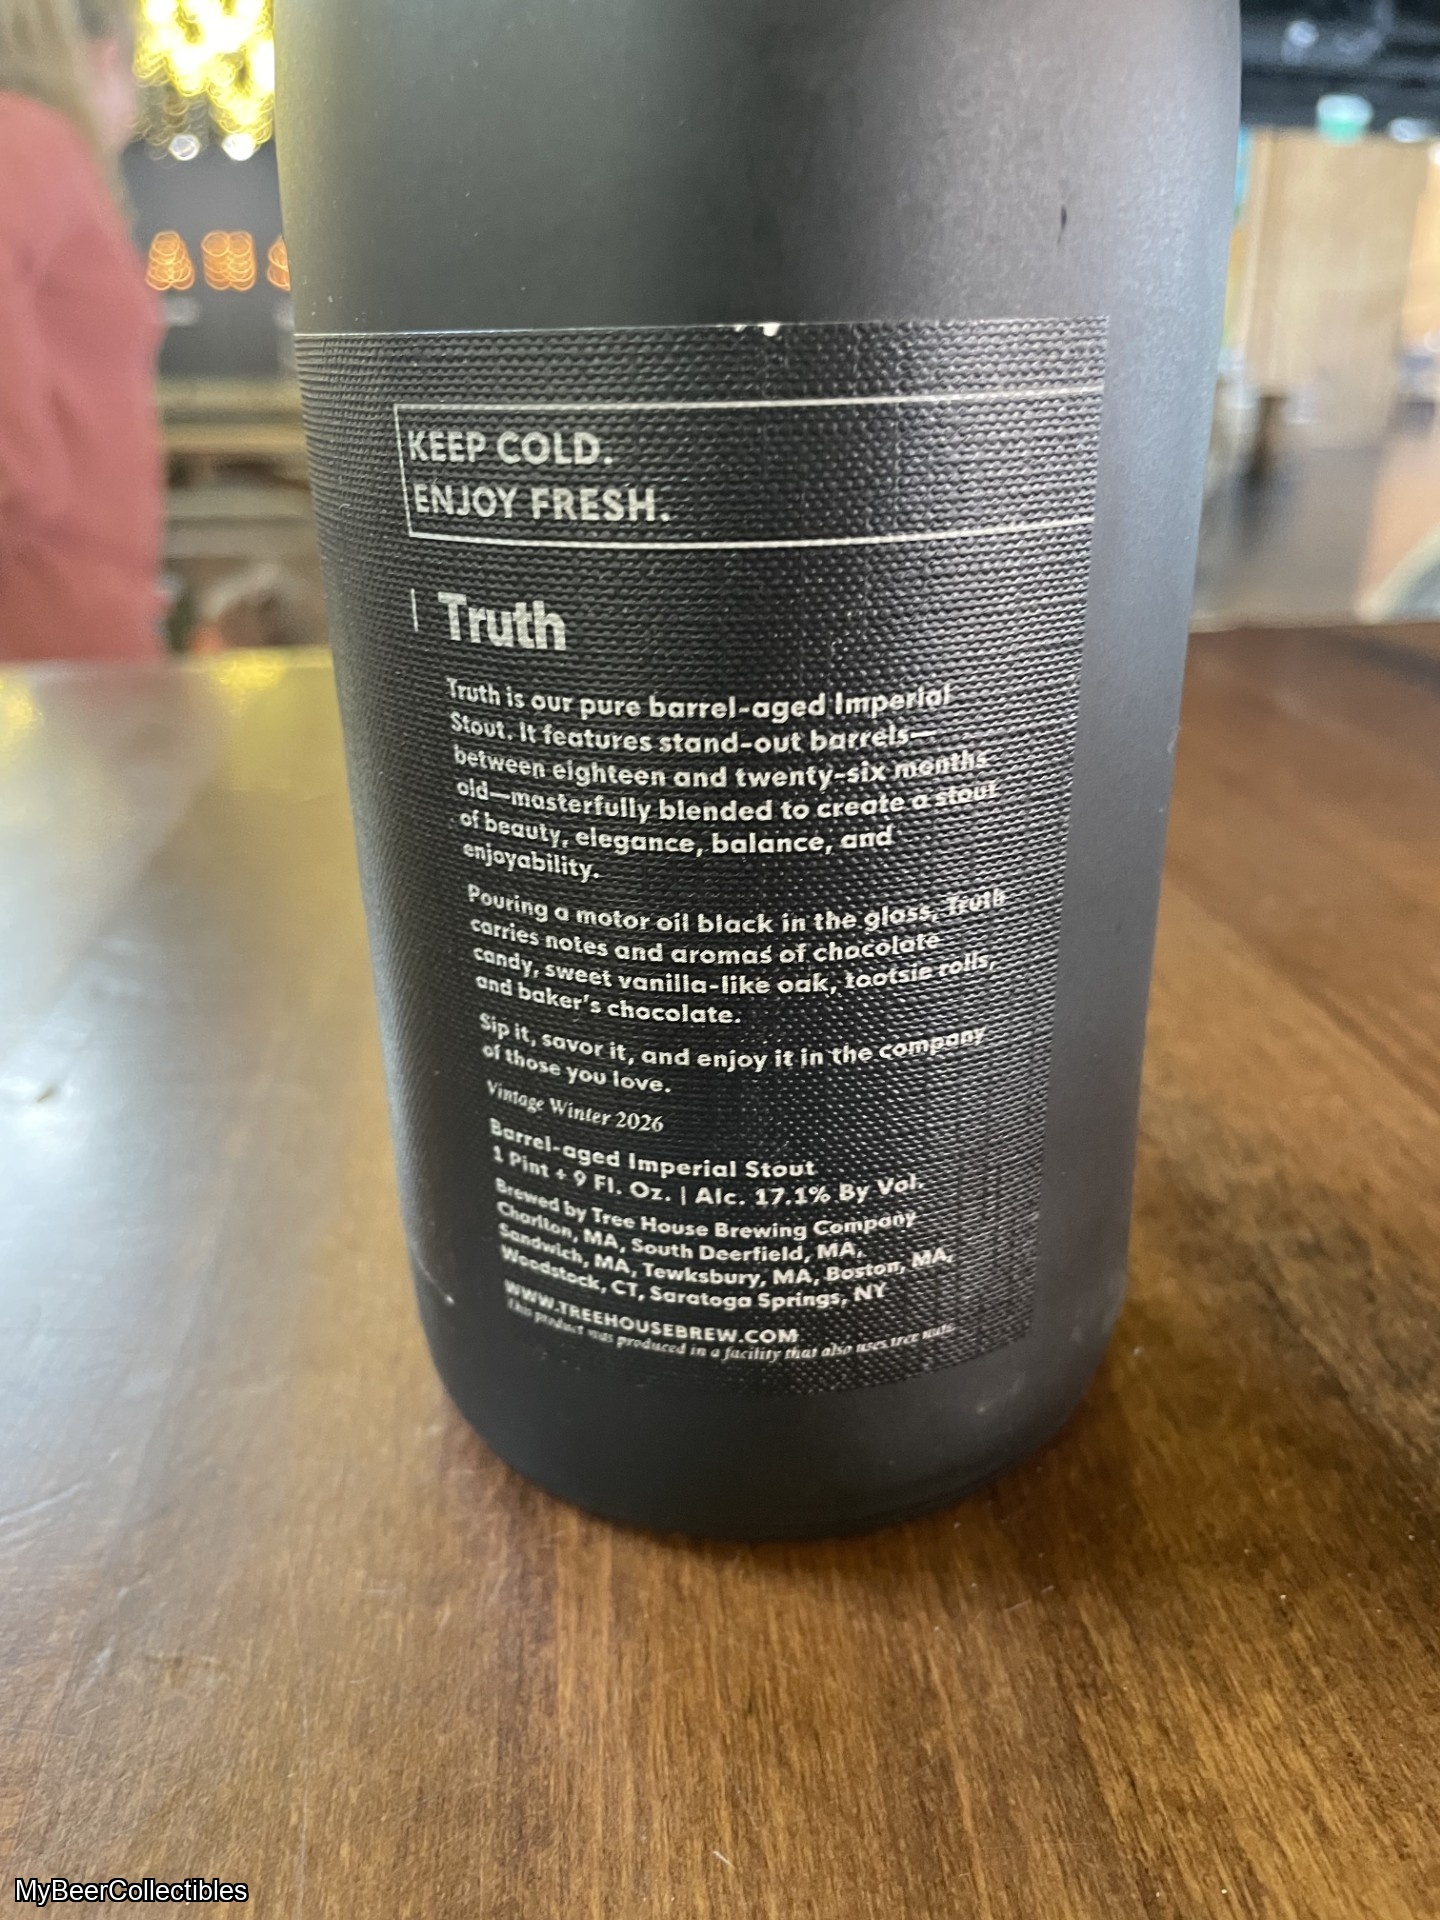 KEEP COLD.
ENJOY FRESH.
Truth
Truth is our pure barrel-aged Imperial
Stout. It features stand-out barrels—
between eighteen and twenty-six months
old—masterfully blended to create a stout
of beauty, elegance, balance, and
enjoyability.
Pouring a motor oil black in the glass, Truth
carries notes and aromas of chocolate
candy, sweet vanilla-like oak, tootsie rolls,
and baker's chocolate.
Sip it, savor it, and enjoy it in the company
of those you love.
Vintage Winter 2026
Barrel-aged Imperial Stout
1 Pint + 9 Fl. Oz. | Alc. 17.1% By Vol.
Brewed by Tree House Brewing Company
Charlton, MA, South Deerfield, MA,
Sandwich, MA, Tewksbury, MA, Boston, MA,
Woodstock, CT, Saratoga Springs, NY
WWW.TREEHOUSEBREW.COM
This product was produced in a facility that also uses tree nuts.
MyBeerCollectibles